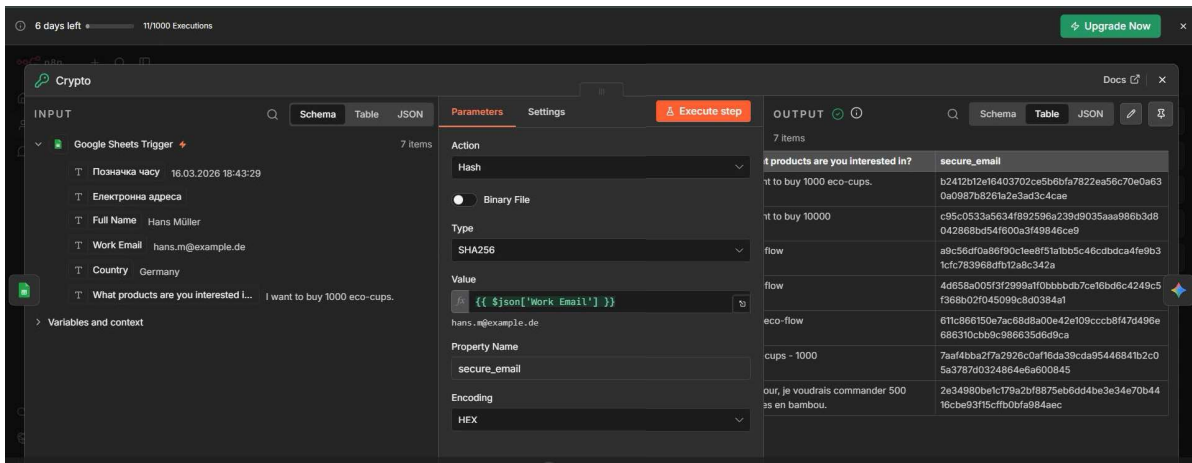 6 days left
11/1000 Executions
Upgrade Now
Crypto
Docs
INPUT
Schema
Table
JSON
Google Sheets Trigger
7 items
T Позначка часу 16.03.2026 18:43:29
T Електронна адреса
T Full Name Hans Müller
T Work Email hans.m@example.de
T Country Germany
T What products are you interested i... I want to buy 1000 eco-cups.
Variables and context
Parameters
Settings
Execute step
Action
Hash
Binary File
Type
SHA256
Value
fx {{ $json['Work Email'] }}
hans.m@example.de
Property Name
secure_email
Encoding
HEX
OUTPUT
Schema
Table
JSON
7 items
t products are you interested in?
secure_email
nt to buy 1000 eco-cups.
b2412b12e16403702ce5b6bfa7822ea56c70e0a63
0a0987b8261a2e3ad3c4cae
nt to buy 10000
c95c0533a5634f892596a239d9035aaa986b3d8
042868bd54f600a3f49846ce9
flow
a9c56df0a86f90c1ee8f51a1bb5c46cdbdca4fe9b3
1cfc783968dfb12a8c342a
flow
4d658a005f3f2999a1f0bbbbdb7ce16bd6c4249c5
f368b02f045099c8d0384a1
eco-flow
611c866150e7ac68d8a00e42e109cccb8f47d496e
686310cbb9c986635d6d9ca
cups - 1000
7aaf4bba2f7a2926c0af16da39cda95446841b2c0
5a3787d0324864e6a600845
our, je voudrais commander 500
es en bambou.
2e34980be1c179a2bf8875eb6dd4be3e34e70b44
16cbe93f15cffb0bfa984aec